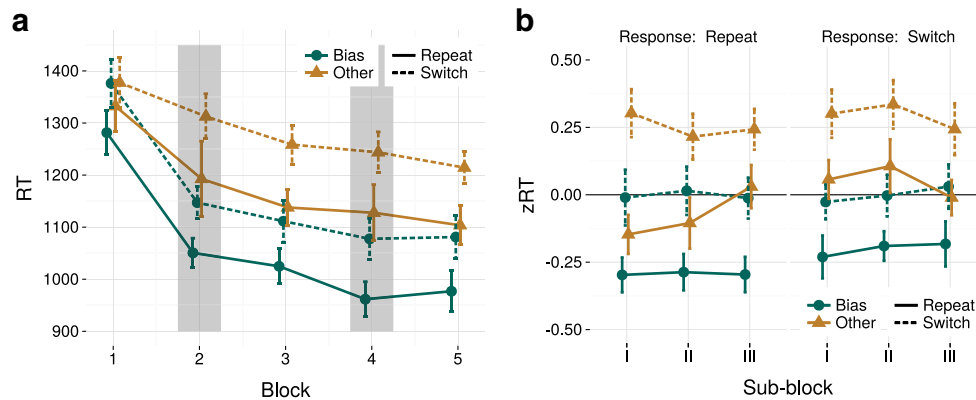 a
RT
1400
1300
1200
1100
1000
900
Bias
Other
Repeat
Switch
1 2 3 4 5
Block
b
Response: Repeat
Response: Switch
zRT
0.50
0.25
0.00
-0.25
-0.50
Bias
Other
Repeat
Switch
I II III
I II III
Sub-block